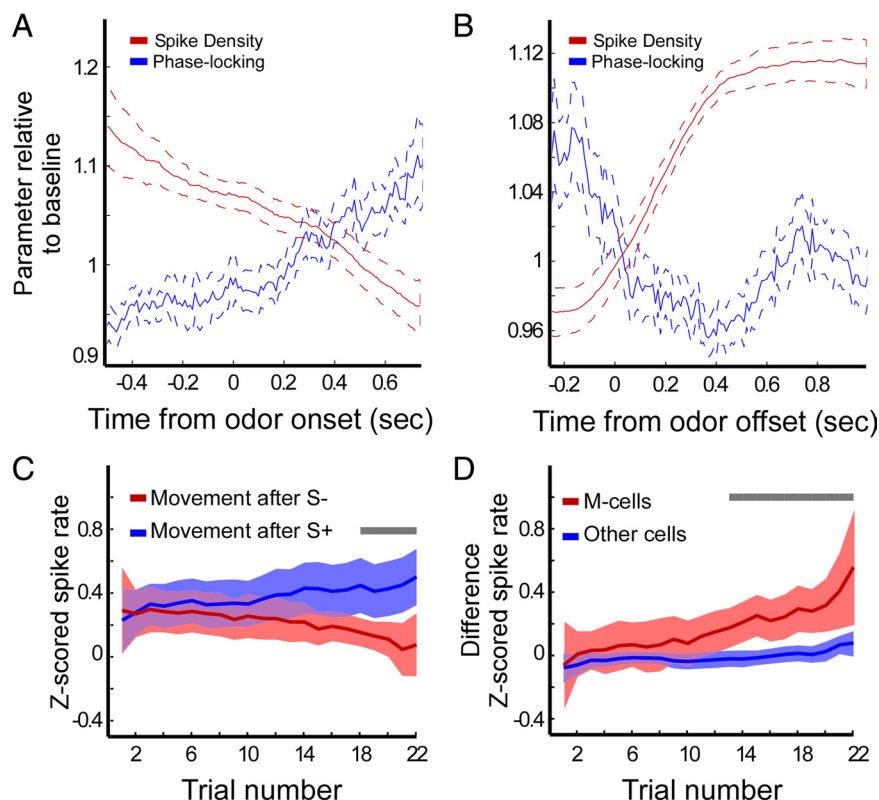 A
Spike Density
Phase-locking
Parameter relative
to baseline
1.2
1.1
1
0.9
-0.4 -0.2 0 0.2 0.4 0.6
Time from odor onset (sec)
B
Spike Density
Phase-locking
1.12
1.08
1.04
1
0.96
-0.2 0 0.2 0.4 0.6 0.8
Time from odor offset (sec)
C
Movement after S-
Movement after S+
Z-scored spike rate
0.8
0.4
0
-0.4
2 6 10 14 18 22
Trial number
D
M-cells
Other cells
Difference
Z-scored spike rate
0.8
0.4
0
-0.4
2 6 10 14 18 22
Trial number